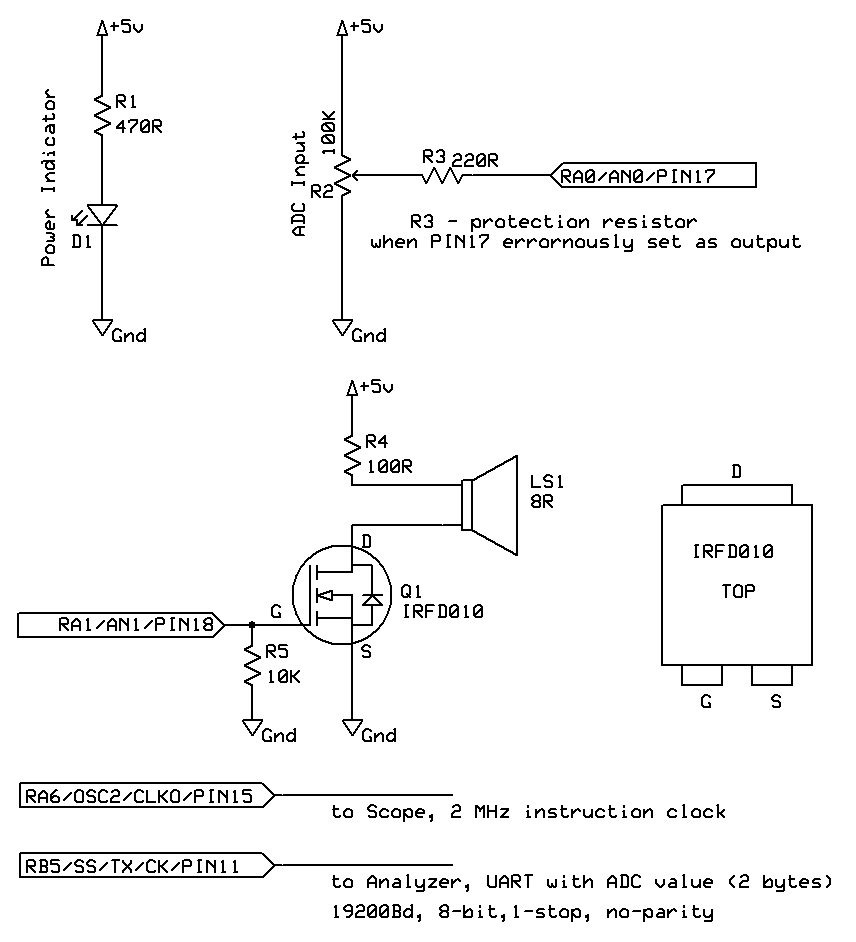 +5v
R1
470R
Power Indicator
D1
Gnd
+5v
100K
ADC Input
R2
R3 220R
RA0/AN0/PIN17
R3 - protection resistor
when PIN17 errornously set as output
Gnd
+5v
R4
100R
LS1
8R
D
Q1
IRFD010
G
RA1/AN1/PIN18
S
R5
10K
Gnd
Gnd
D
IRFD010
TOP
G
S
RA6/OSC2/CLKO/PIN15
to Scope, 2 MHz instruction clock
RB5/SS/TX/CK/PIN11
to Analyzer, UART with ADC value (2 bytes)
19200Bd, 8-bit,1-stop, no-parity